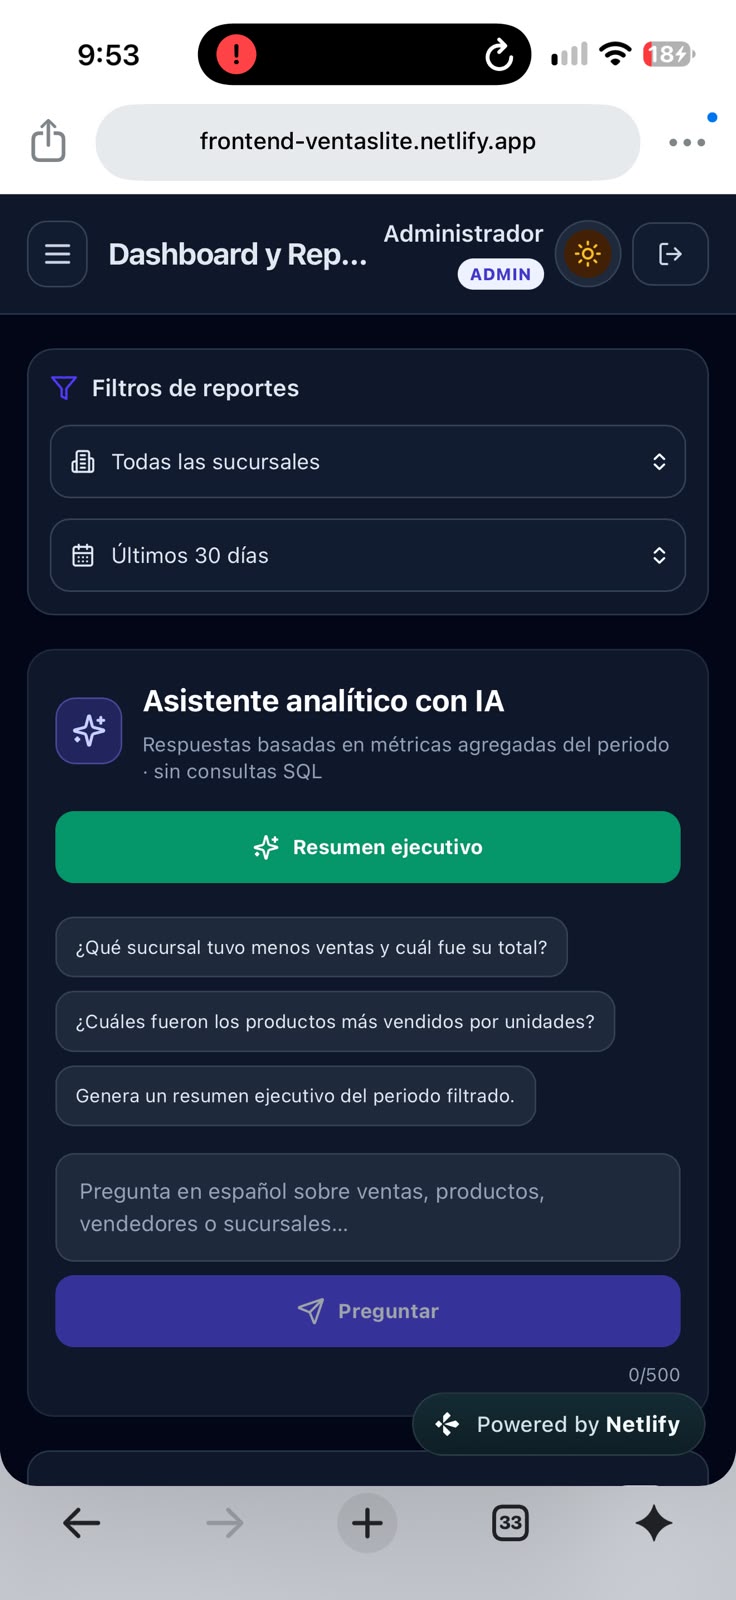 9:53
18
frontend-ventaslite.netlify.app
Dashboard y Rep...
Administrador
ADMIN
Filtros de reportes
Todas las sucursales
Últimos 30 días
Asistente analítico con IA
Respuestas basadas en métricas agregadas del periodo
· sin consultas SQL
Resumen ejecutivo
¿Qué sucursal tuvo menos ventas y cuál fue su total?
¿Cuáles fueron los productos más vendidos por unidades?
Genera un resumen ejecutivo del periodo filtrado.
Pregunta en español sobre ventas, productos,
vendedores o sucursales...
Preguntar
0/500
Powered by Netlify
33